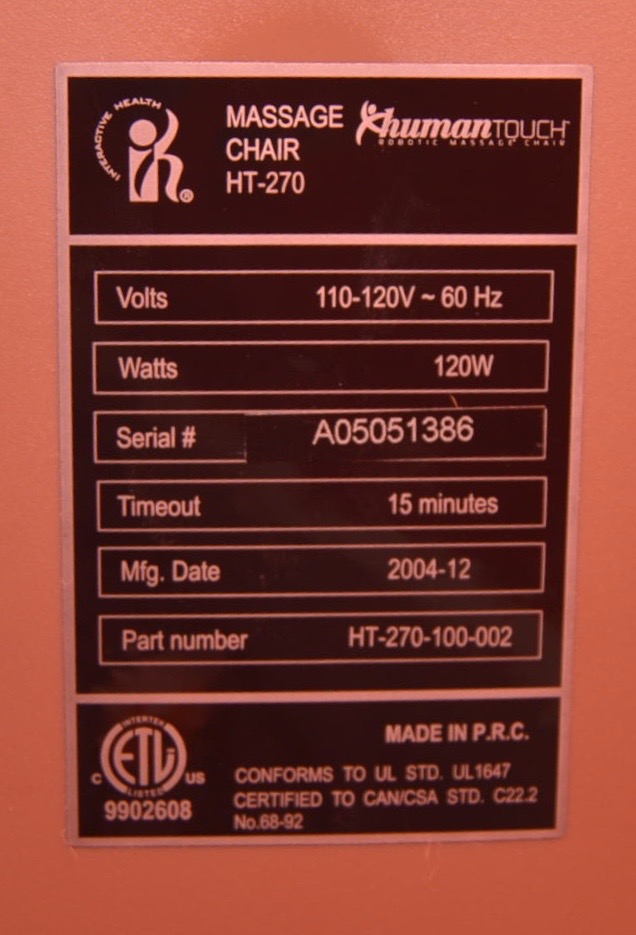 INTERACTIVE HEALTH
ih®
MASSAGE
CHAIR
HT-270
humanTOUCH™
ROBOTIC MASSAGE CHAIR
Volts 110-120V ~ 60 Hz
Watts 120W
Serial # A05051386
Timeout 15 minutes
Mfg. Date 2004-12
Part number HT-270-100-002
INTERTEK
C ETL US
LISTED
9902608
MADE IN P.R.C.
CONFORMS TO UL STD. UL1647
CERTIFIED TO CAN/CSA STD. C22.2
No.68-92